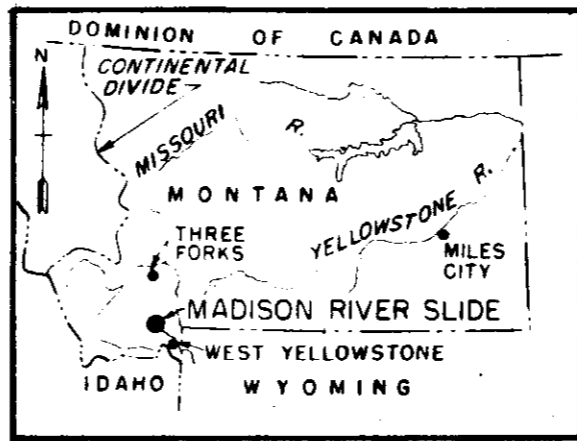 DOMINION OF CANADA
N
CONTINENTAL
DIVIDE
MISSOURI
R.
MONTANA
YELLOWSTONE R.
THREE
FORKS
MILES
CITY
MADISON RIVER SLIDE
WEST YELLOWSTONE
IDAHO
WYOMING